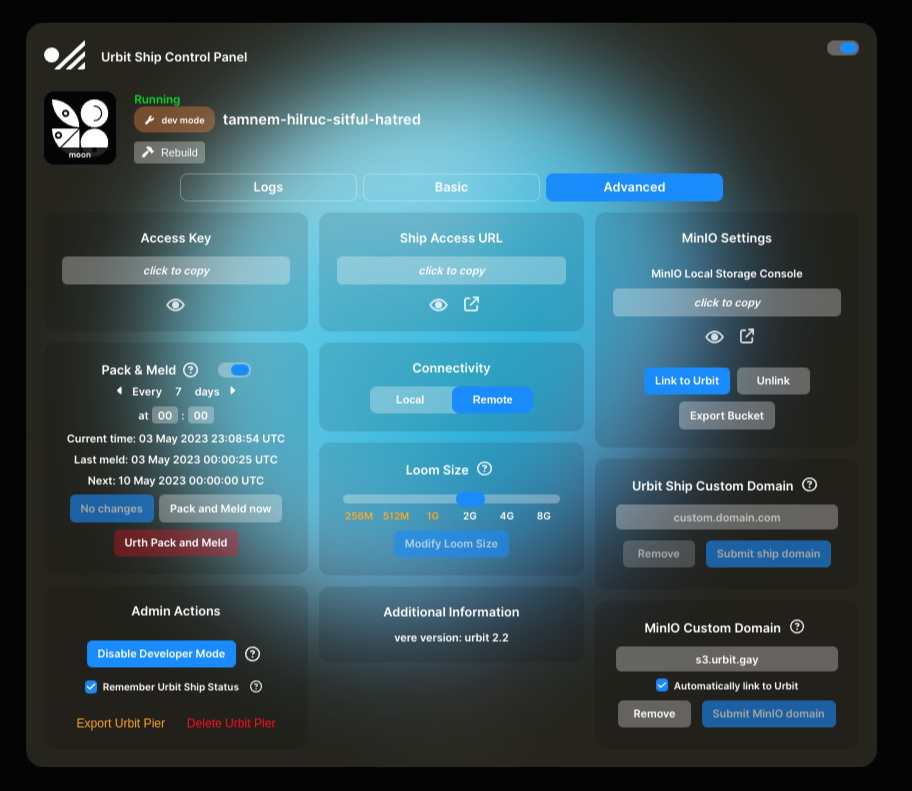 Urbit Ship Control Panel
Running
dev mode
tamnem-hilruc-sitful-hatred
moon
Rebuild
Logs
Basic
Advanced
Access Key
click to copy
Ship Access URL
click to copy
MinIO Settings
MinIO Local Storage Console
click to copy
Link to Urbit
Unlink
Export Bucket
Pack & Meld ?
Every 7 days
at 00 : 00
Current time: 03 May 2023 23:08:54 UTC
Last meld: 03 May 2023 00:00:25 UTC
Next: 10 May 2023 00:00:00 UTC
No changes
Pack and Meld now
Urth Pack and Meld
Connectivity
Local
Remote
Loom Size ?
256M 512M 1G 2G 4G 8G
Modify Loom Size
Urbit Ship Custom Domain ?
custom.domain.com
Remove
Submit ship domain
Admin Actions
Disable Developer Mode ?
Remember Urbit Ship Status ?
Export Urbit Pier
Delete Urbit Pier
Additional Information
vere version: urbit 2.2
MinIO Custom Domain ?
s3.urbit.gay
Automatically link to Urbit
Remove
Submit MinIO domain